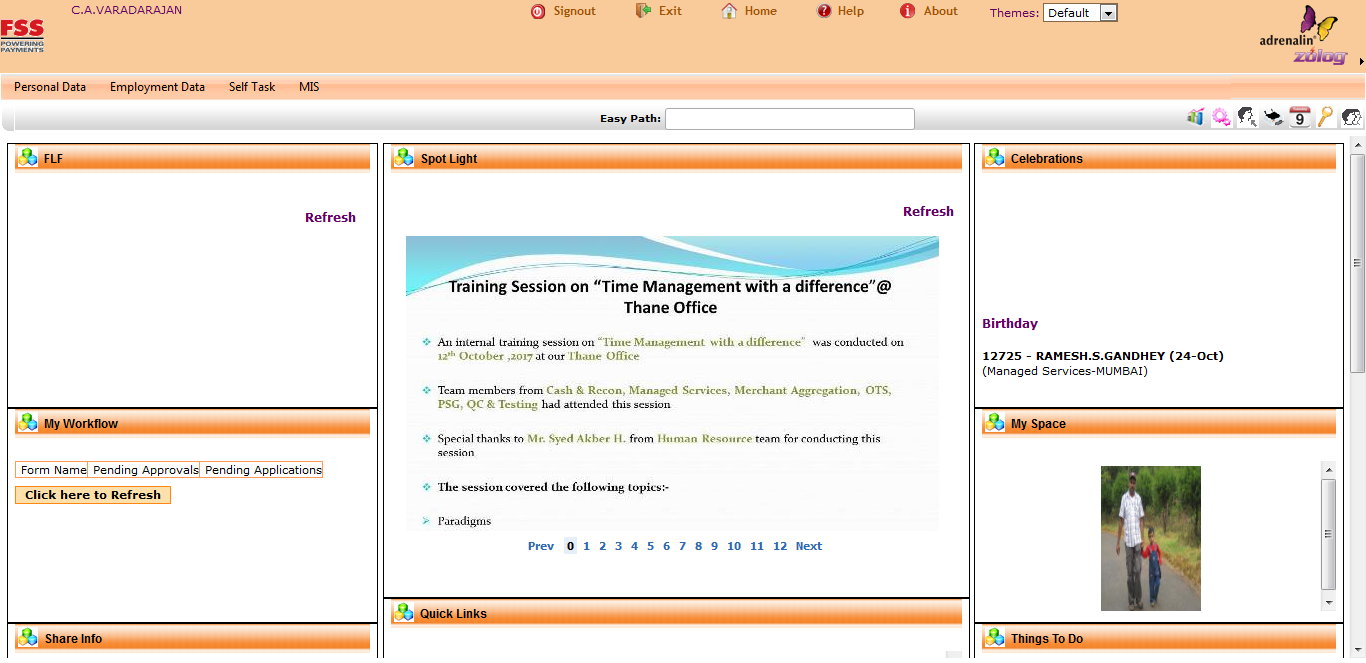 C.A.VARADARAJAN
Signout Exit Home Help About Themes: Default
FSS
POWERING
PAYMENTS
adrenalin
zólog
Personal Data Employment Data Self Task MIS
Easy Path:
9
FLF
Refresh
My Workflow
Form Name Pending Approvals Pending Applications
Click here to Refresh
Share Info
Spot Light
Refresh
Training Session on “Time Management with a difference”@
Thane Office
An internal training session on “Time Management with a difference” was conducted on
12th October ,2017 at our Thane Office
Team members from Cash & Recon, Managed Services, Merchant Aggregation, OTS,
PSG, QC & Testing had attended this session
Special thanks to Mr. Syed Akber H. from Human Resource team for conducting this
session
The session covered the following topics:-
Paradigms
Prev 0 1 2 3 4 5 6 7 8 9 10 11 12 Next
Quick Links
Celebrations
Birthday
12725 - RAMESH.S.GANDHEY (24-Oct)
(Managed Services-MUMBAI)
My Space
Things To Do